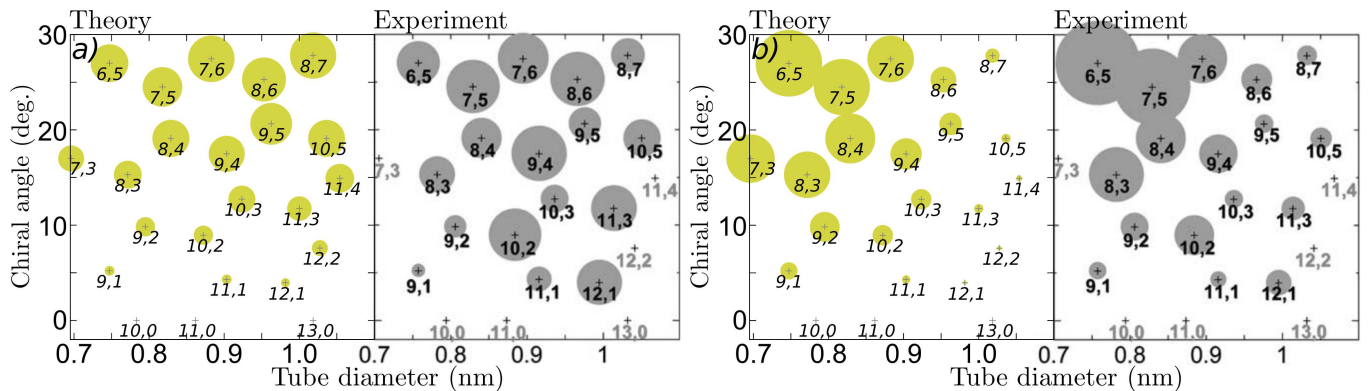 Theory Experiment Theory Experiment
30 a) b)
6,5 7,6 8,7 6,5 7,6 8,7 6,5 7,6 8,7 6,5 7,6 8,7
7,5 8,6 7,5 8,6 7,5 8,6 7,5 8,6
20 9,5 9,5 20 9,5 9,5
8,4 9,4 10,5 8,4 9,4 10,5 8,4 9,4 10,5 8,4 9,4 10,5
7,3 8,3 11,4 7,3 8,3 11,4 7,3 8,3 11,4 7,3 8,3 11,4
10,3 11,3 10,3 11,3 10,3 11,3 10,3 11,3
10 9,2 10,2 12,2 9,2 10,2 12,2 10 9,2 10,2 12,2 9,2 10,2 12,2
9,1 11,1 12,1 9,1 11,1 12,1 9,1 11,1 12,1 9,1 11,1 12,1
0 10,0 11,0 13,0 10,0 11,0 13,0 0 10,0 11,0 13,0 10,0 11,0 13,0
0.7 0.8 0.9 1.0 0.7 0.8 0.9 1 0.7 0.8 0.9 1.0 0.7 0.8 0.9 1
Chiral angle (deg.) Chiral angle (deg.)
Tube diameter (nm) Tube diameter (nm)
30